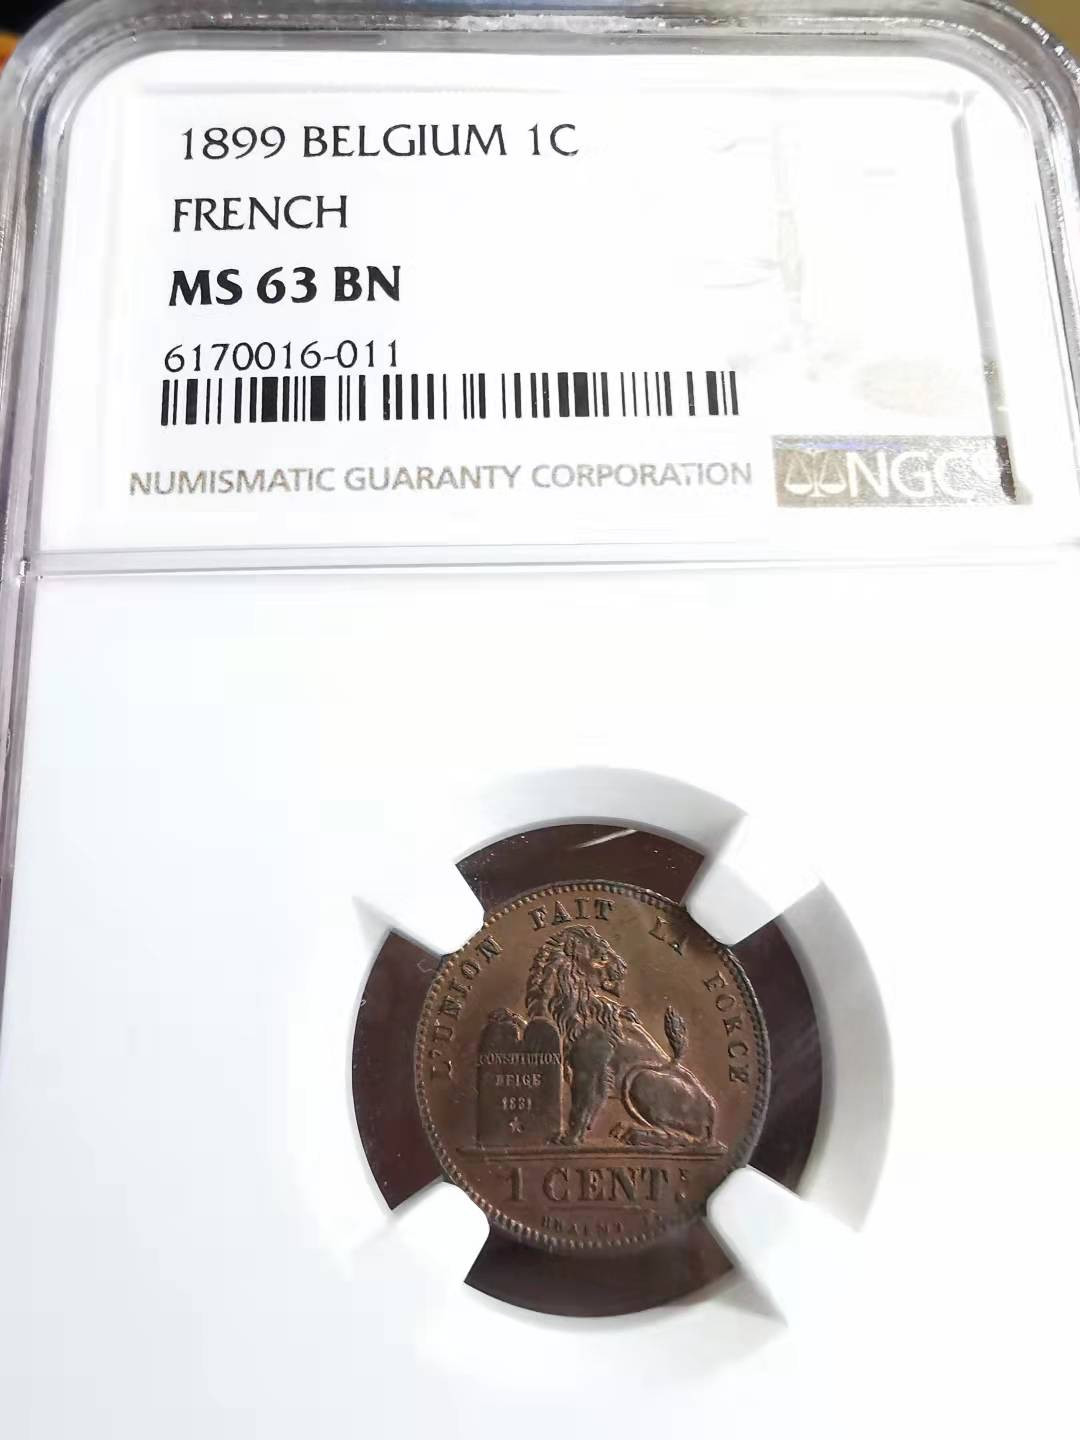 1899 BELGIUM 1C
FRENCH
MS 63 BN
6170016-011
NUMISMATIC GUARANTY CORPORATION
NGC
L'UNION FAIT LA FORCE
CONSTITUTION
BELGE
1831
1 CENT.